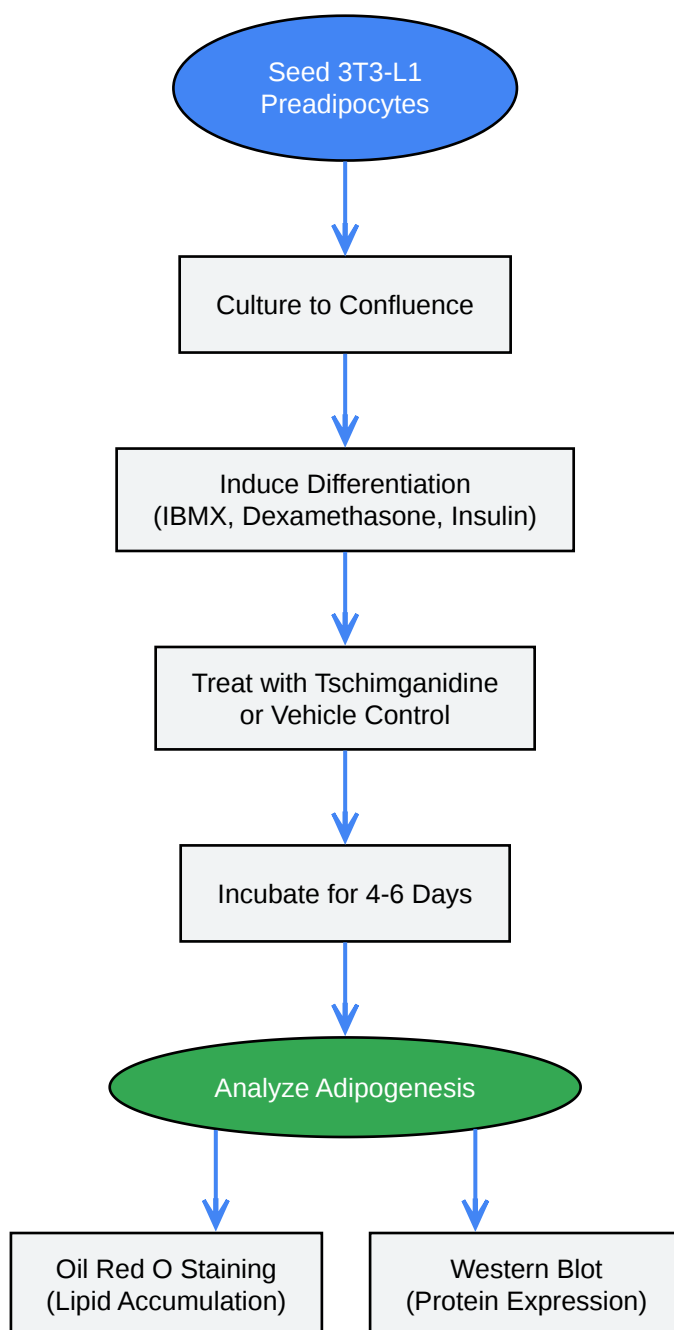 Seed 3T3-L1
Preadipocytes
Culture to Confluence
Induce Differentiation
(IBMX, Dexamethasone, Insulin)
Treat with Tschimganidine
or Vehicle Control
Incubate for 4-6 Days
Analyze Adipogenesis
Oil Red O Staining
(Lipid Accumulation)
Western Blot
(Protein Expression)